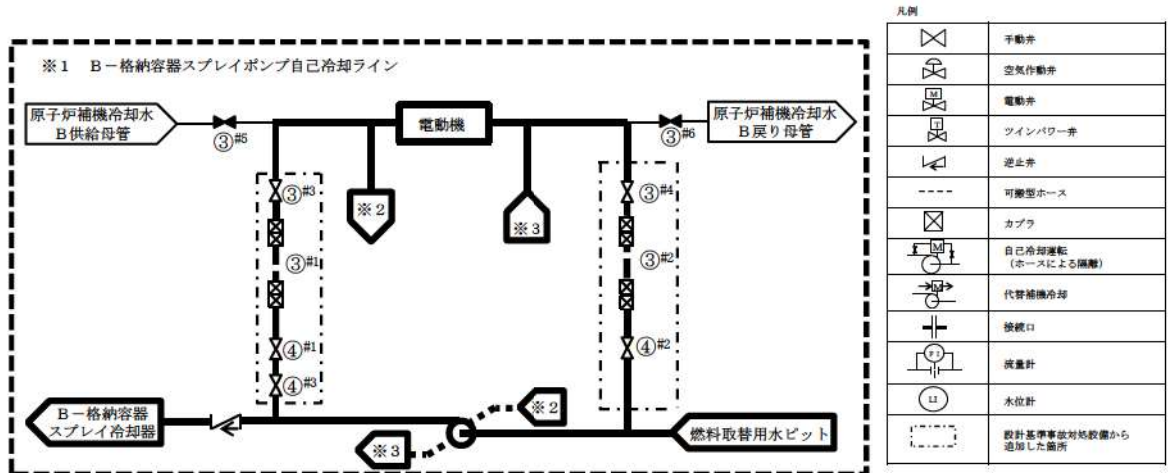 凡例
※1 B-格納容器スプレイポンプ自己冷却ライン
原子炉補機冷却水
B供給母管
③#5
電動機
③#6
原子炉補機冷却水
B戻り母管
③#3
※2
※3
③#4
③#1
③#2
④#1
④#3
④#2
B-格納容器
スプレイ冷却器
※2
※3
燃料取替用水ピット
手動弁
空気作動弁
M
電動弁
T
ツインパワー弁
逆止弁
可搬型ホース
カプラ
M
自己冷却運転
(ホースによる隔離)
M
代替補機冷却
接続口
FI
流量計
LI
水位計
設計基準事故対処設備から
追加した箇所